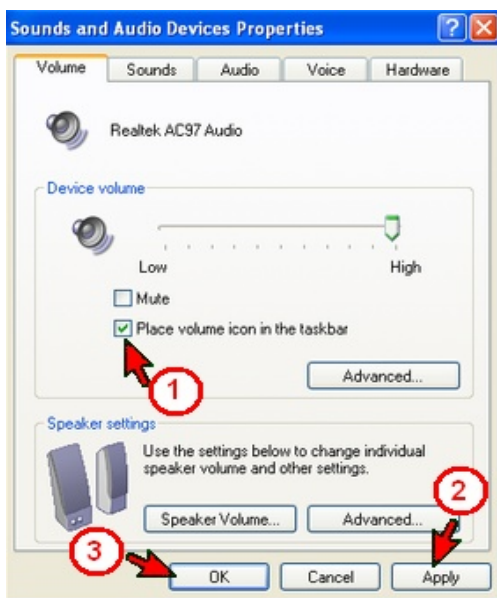 Sounds and Audio Devices Properties
Volume Sounds Audio Voice Hardware
Realtek AC97 Audio
Device volume
Low High
Mute
Place volume icon in the taskbar
1
Advanced...
Speaker settings
Use the settings below to change individual
speaker volume and other settings.
2
Speaker Volume... Advanced...
3
OK Cancel Apply